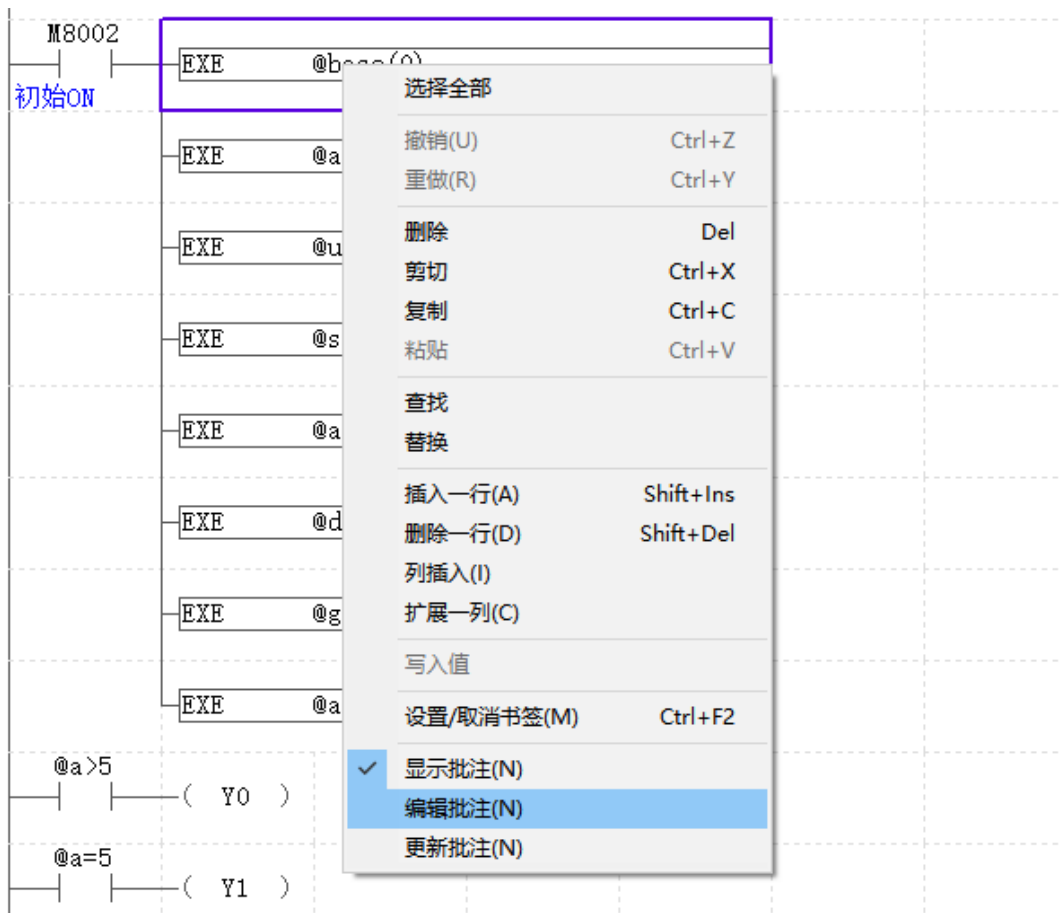 M8002
EXE
初始ON
选择全部
撤销(U) Ctrl+Z
EXE @a
重做(R) Ctrl+Y
删除 Del
EXE @u
剪切 Ctrl+X
复制 Ctrl+C
EXE @s
粘贴 Ctrl+V
查找
EXE @a
替换
插入一行(A) Shift+Ins
EXE @d
删除一行(D) Shift+Del
列插入(I)
EXE @g
扩展一列(C)
写入值
EXE @a
设置/取消书签(M) Ctrl+F2
@a>5
显示批注(N)
( Y0 )
编辑批注(N)
更新批注(N)
@a=5
( Y1 )